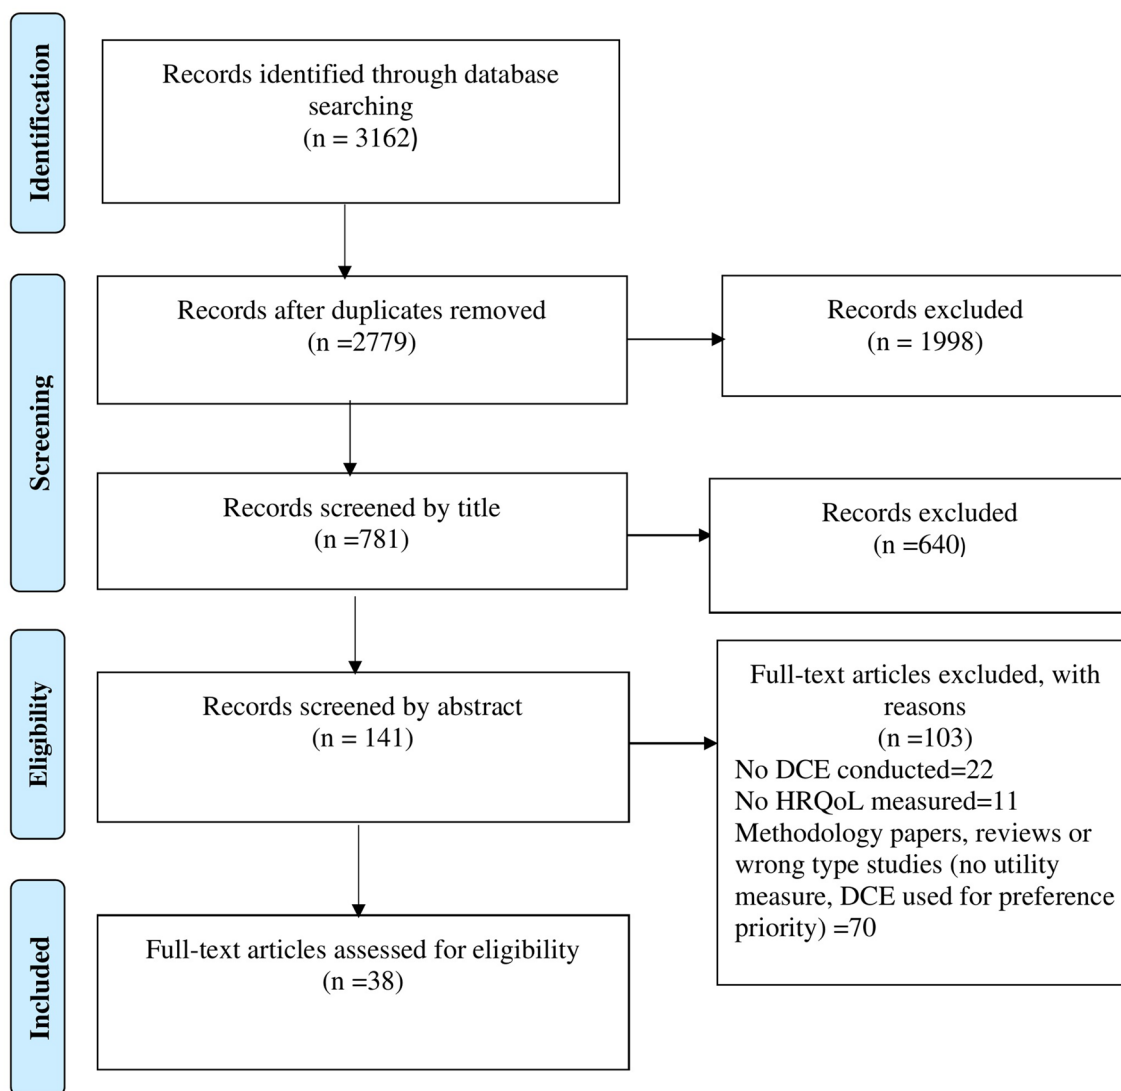 Identification
Records identified through database
searching
(n = 3162)
Screening
Records after duplicates removed
(n =2779)
Records excluded
(n = 1998)
Records screened by title
(n =781)
Records excluded
(n =640)
Eligibility
Records screened by abstract
(n = 141)
Full-text articles excluded, with
reasons
(n =103)
No DCE conducted=22
No HRQoL measured=11
Methodology papers, reviews or
wrong type studies (no utility
measure, DCE used for preference
priority) =70
Included
Full-text articles assessed for eligibility
(n =38)